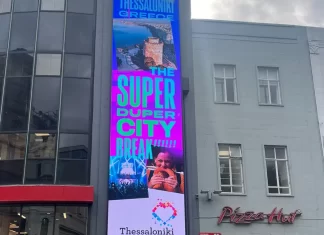 THESSALONIKI
GREECE
THE
SUPER
DUPER
CITY
BREAK
Thessaloniki
Pizza Hut